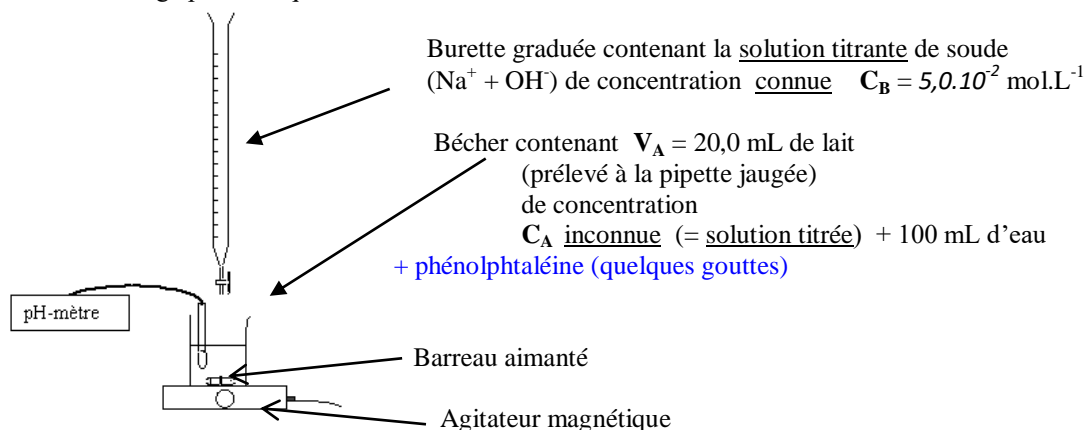 Burette graduée contenant la solution titrante de soude
(Na⁺ + OH⁻) de concentration connue C_B = 5,0.10⁻² mol.L⁻¹
Bécher contenant V_A = 20,0 mL de lait
(prélevé à la pipette jaugée)
de concentration
C_A inconnue (= solution titrée) + 100 mL d’eau
+ phénolphtaléine (quelques gouttes)
pH-mètre
Barreau aimanté
Agitateur magnétique